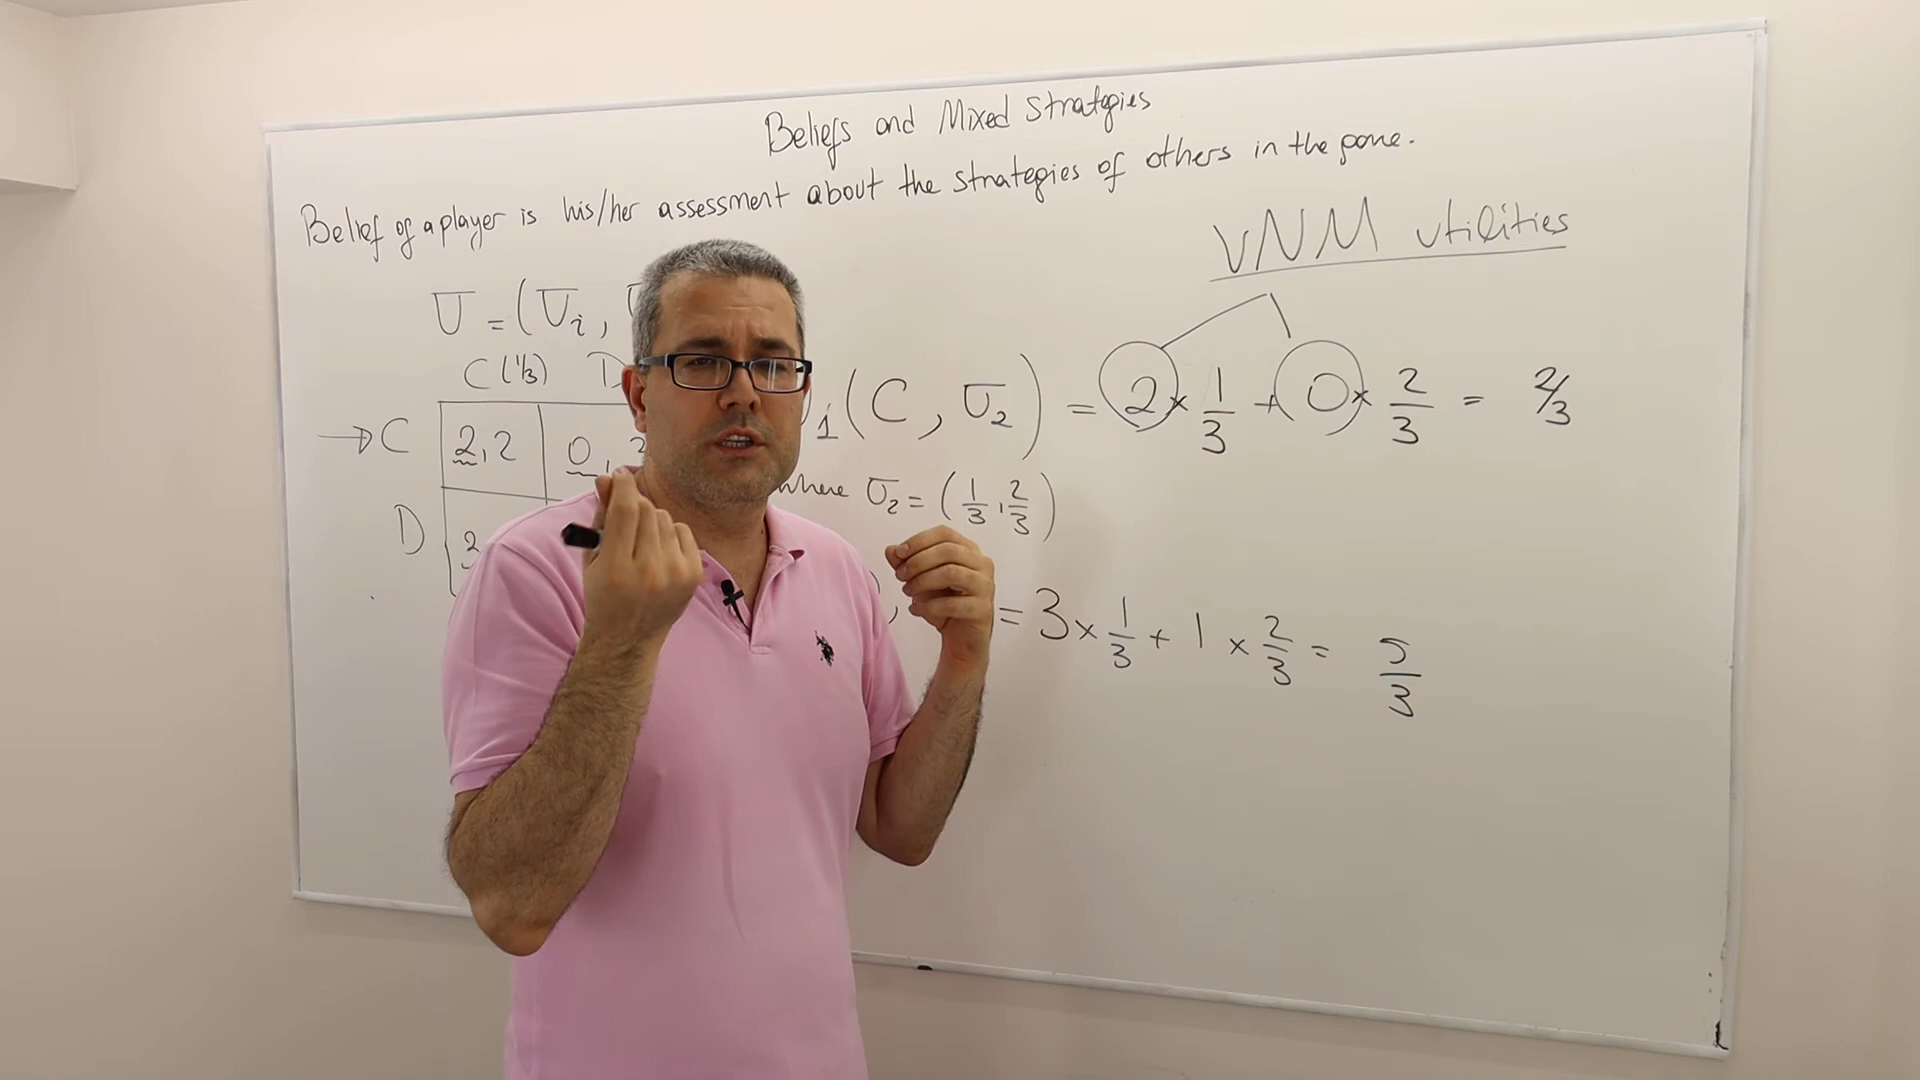 Beliefs and Mixed Strategies
Belief of a player is his/her assessment about the strategies of others in the game.
vNM utilities
σ = (σi,
C (1/3) D
1(C, σ2) = 2 × 1/3 + 0 × 2/3 = 2/3
→ C 2,2 0,
where σ2 = (1/3, 2/3)
D 3
= 3 × 1/3 + 1 × 2/3 = 5/3